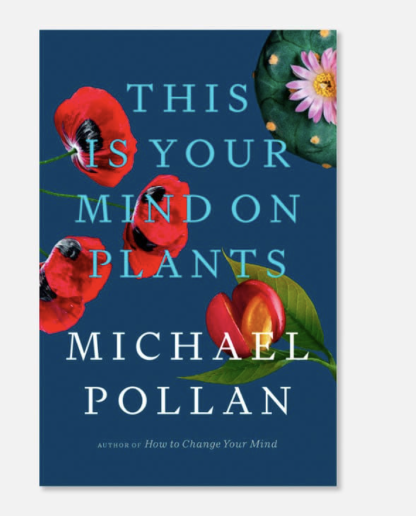 THIS
IS YOUR
MIND ON
PLANTS
MICHAEL
POLLAN
AUTHOR OF How to Change Your Mind